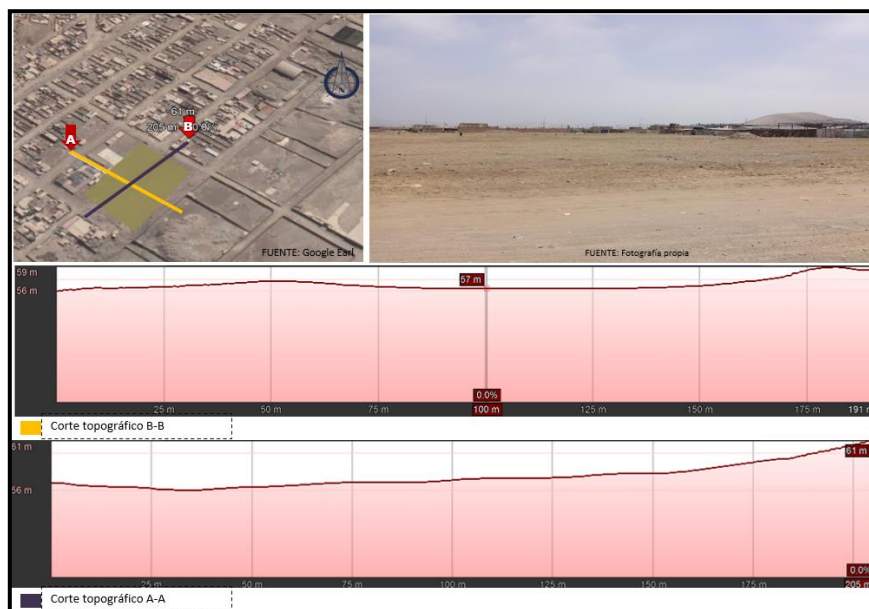 A
61 m
B
FUENTE: Google Earl
FUENTE: Fotografía propia
59 m
56 m
57 m
0.0%
25 m
50 m
75 m
100 m
125 m
150 m
175 m
191 m
Corte topográfico B-B
61 m
56 m
61 m
0.0%
25 m
50 m
75 m
100 m
125 m
150 m
175 m
205 m
Corte topográfico A-A